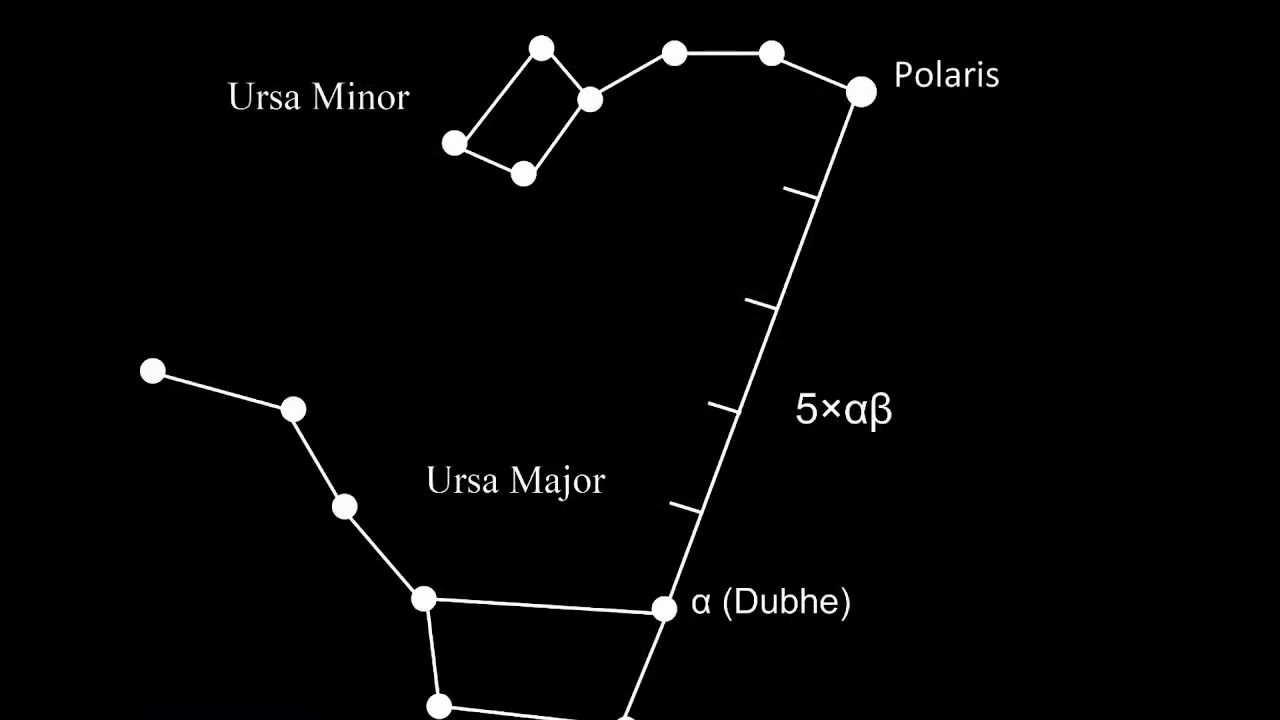 Polaris
Ursa Minor
5×αβ
Ursa Major
α (Dubhe)